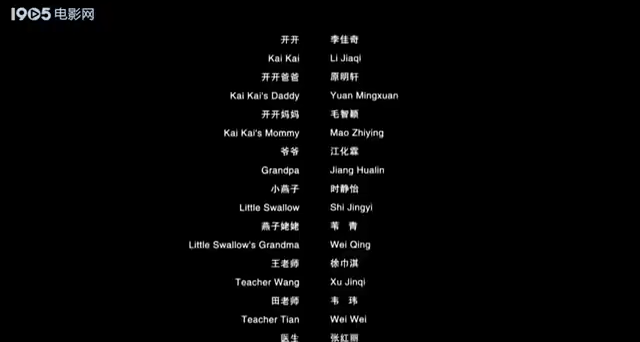 1905电影网
开开 李佳奇
Kai Kai Li Jiaqi
开开爸爸 原明轩
Kai Kai's Daddy Yuan Mingxuan
开开妈妈 毛智颖
Kai Kai's Mommy Mao Zhiying
爷爷 江化霖
Grandpa Jiang Hualin
小燕子 时静怡
Little Swallow Shi Jingyi
燕子姥姥 苇 青
Little Swallow's Grandma Wei Qing
王老师 徐巾淇
Teacher Wang Xu Jinqi
田老师 韦 玮
Teacher Tian Wei Wei
医生 张红丽